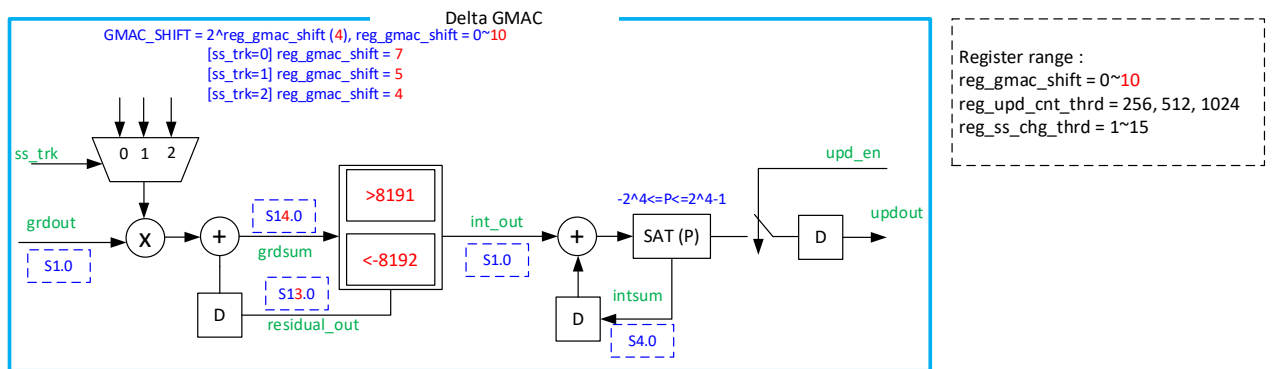 Delta GMAC
GMAC_SHIFT = 2^reg_gmac_shift (4), reg_gmac_shift = 0~10
[ss_trk=0] reg_gmac_shift = 7
[ss_trk=1] reg_gmac_shift = 5
[ss_trk=2] reg_gmac_shift = 4
Register range :
reg_gmac_shift = 0~10
reg_upd_cnt_thrd = 256, 512, 1024
reg_ss_chg_thrd = 1~15
ss_trk
0 1 2
upd_en
>8191
-2^4<=P<=2^4-1
grdout
S14.0
int_out
updout
X
+
+
SAT (P)
D
S1.0
grdsum
<-8192
S1.0
S13.0
intsum
D
D
residual_out
S4.0